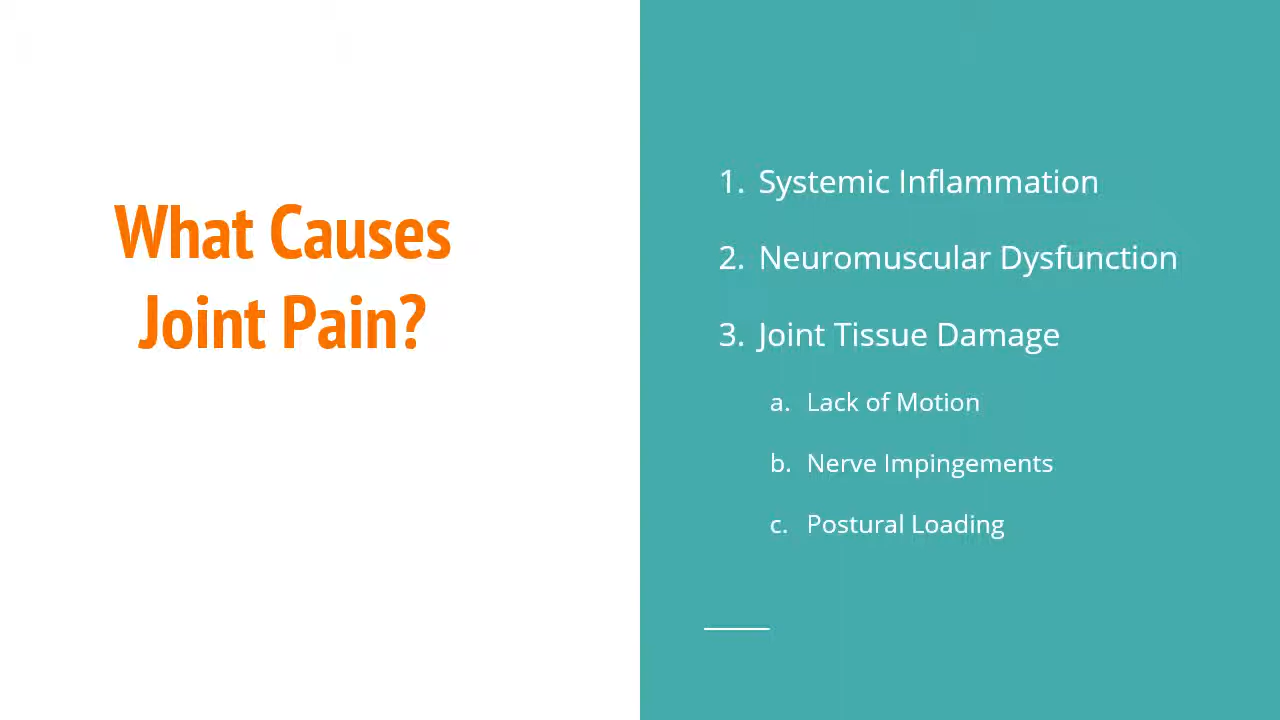 What Causes
Joint Pain?
1. Systemic Inflammation
2. Neuromuscular Dysfunction
3. Joint Tissue Damage
a. Lack of Motion
b. Nerve Impingements
c. Postural Loading